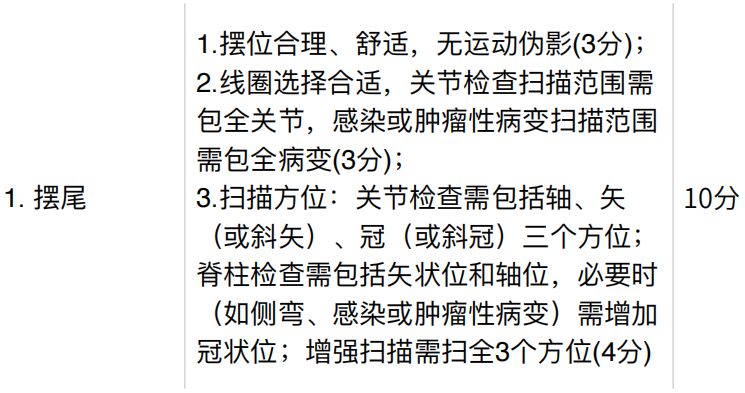 1.摆位合理、舒适，无运动伪影(3分)；
2.线圈选择合适，关节检查扫描范围需
包全关节，感染或肿瘤性病变扫描范围
需包全病变(3分)；
1. 摆尾
3.扫描方位：关节检查需包括轴、矢
10分
（或斜矢）、冠（或斜冠）三个方位；
脊柱检查需包括矢状位和轴位，必要时
（如侧弯、感染或肿瘤性病变）需增加
冠状位；增强扫描需扫全3个方位(4分)